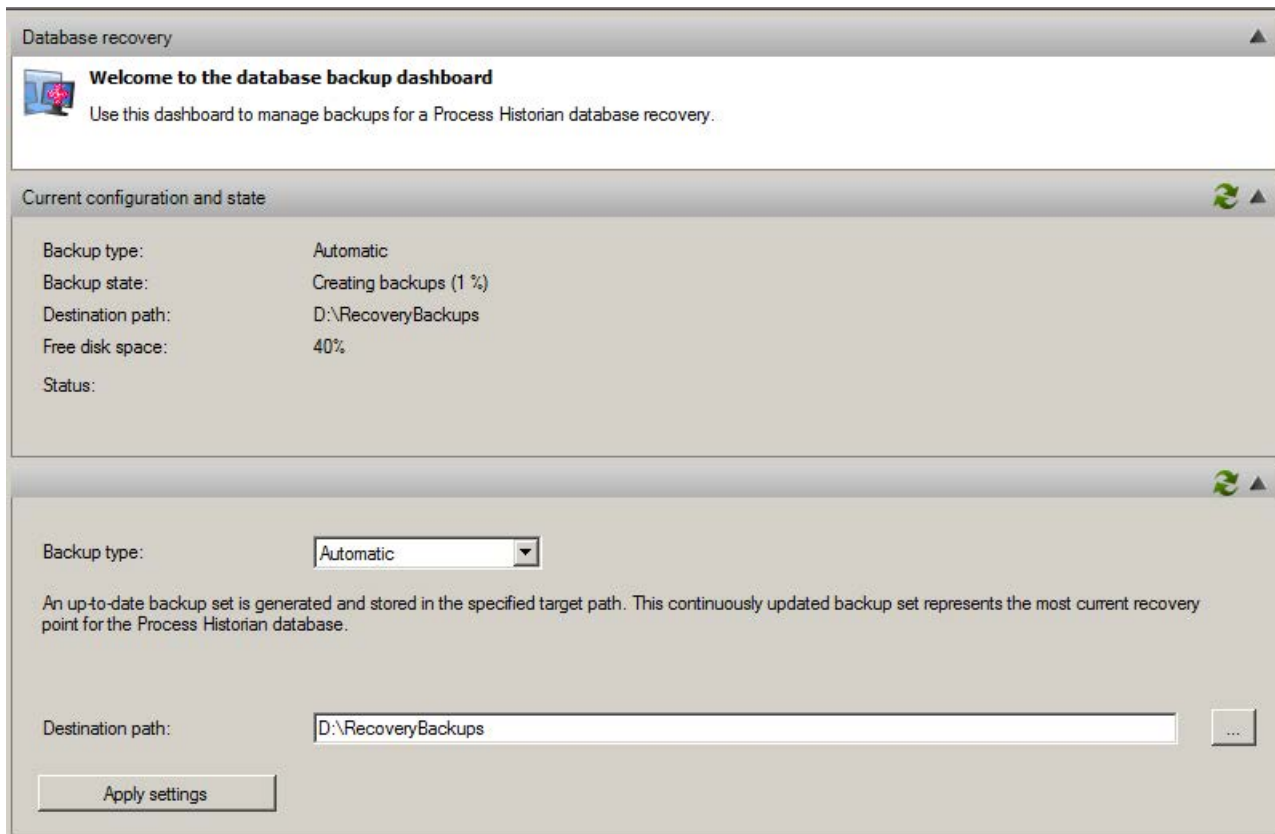 Database recovery
Welcome to the database backup dashboard
Use this dashboard to manage backups for a Process Historian database recovery.
Current configuration and state
Backup type: Automatic
Backup state: Creating backups (1 %)
Destination path: D:\RecoveryBackups
Free disk space: 40%
Status:
Backup type: Automatic
An up-to-date backup set is generated and stored in the specified target path. This continuously updated backup set represents the most current recovery
point for the Process Historian database.
Destination path: D:\RecoveryBackups ...
Apply settings